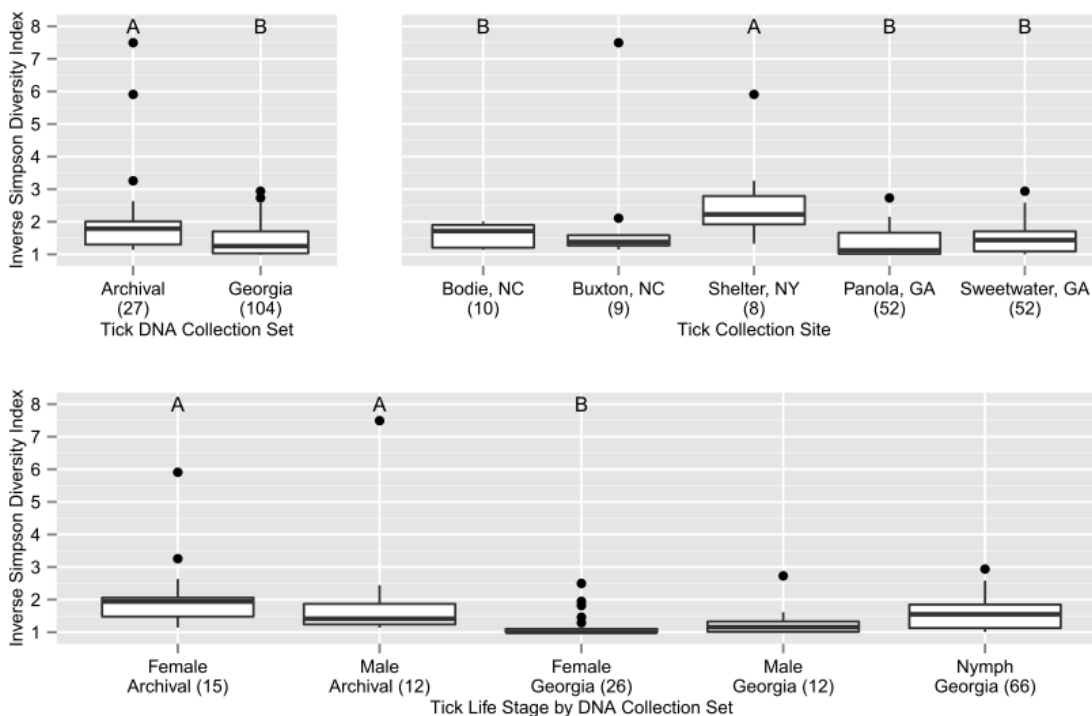 Inverse Simpson Diversity Index
8
7
6
5
4
3
2
1
A B
Archival Georgia
(27) (104)
Tick DNA Collection Set
B A B B
Bodie, NC Buxton, NC Shelter, NY Panola, GA Sweetwater, GA
(10) (9) (8) (52) (52)
Tick Collection Site
Inverse Simpson Diversity Index
8
7
6
5
4
3
2
1
A A B
Female Male Female Male Nymph
Archival (15) Archival (12) Georgia (26) Georgia (12) Georgia (66)
Tick Life Stage by DNA Collection Set